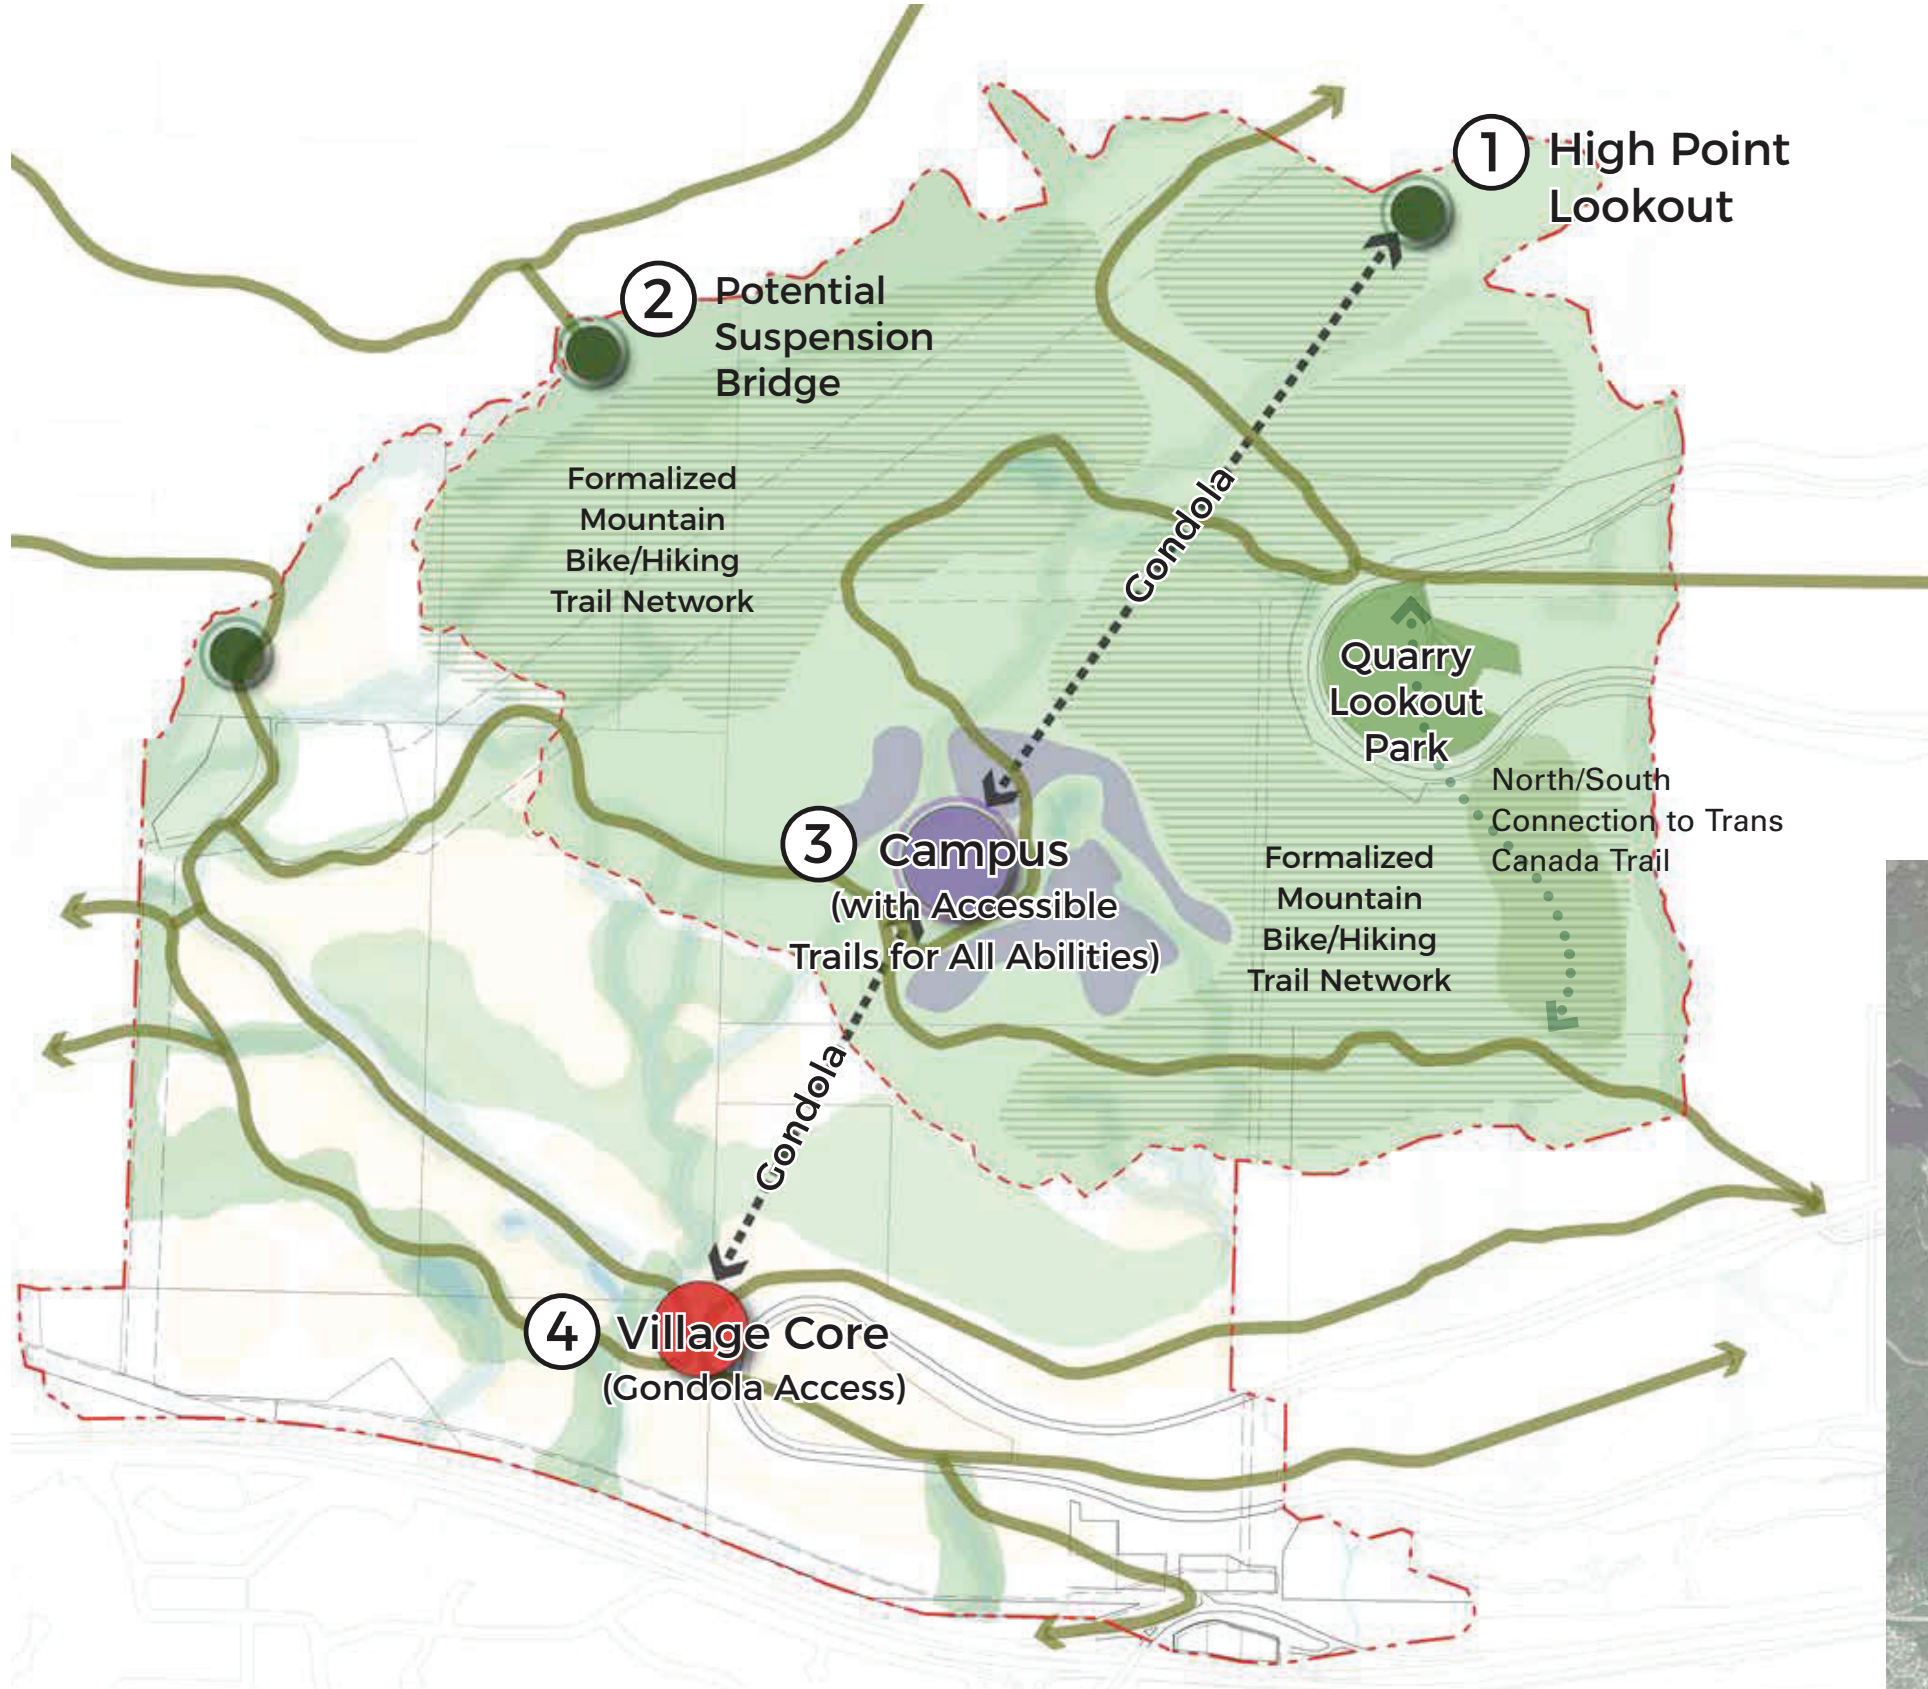 1
High Point
Lookout
2
Potential
Suspension
Bridge
Formalized
Mountain
Bike/Hiking
Trail Network
Gondola
Quarry
Lookout
Park
North/South
Connection to Trans
Canada Trail
3
Campus
(with Accessible
Trails for All Abilities)
Formalized
Mountain
Bike/Hiking
Trail Network
Gondola
4
Village Core
(Gondola Access)